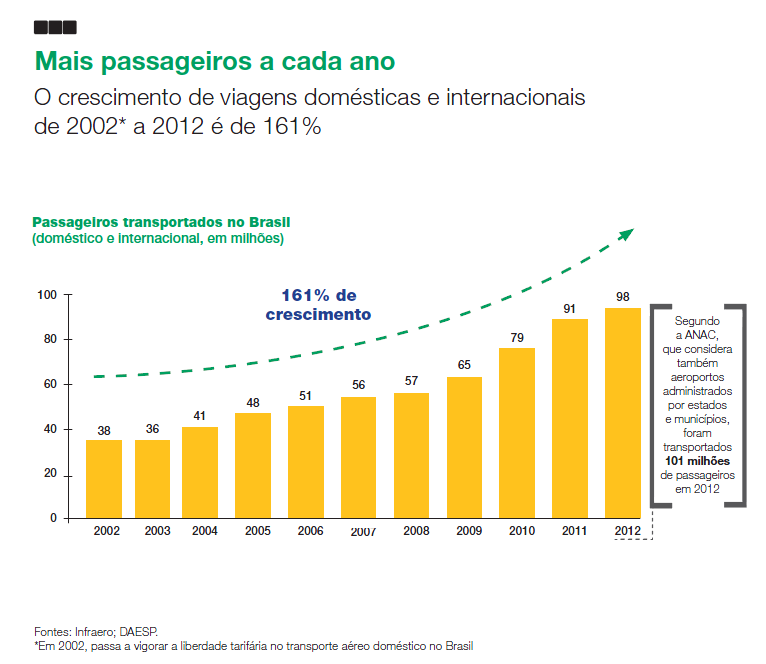 Mais passageiros a cada ano
O crescimento de viagens domésticas e internacionais
de 2002* a 2012 é de 161%
Passageiros transportados no Brasil
(doméstico e internacional, em milhões)
161% de
crescimento
100
80
60
40
20
0
38
36
41
48
51
56
57
65
79
91
98
2002
2003
2004
2005
2006
2007
2008
2009
2010
2011
2012
Segundo
a ANAC,
que considera
também
aeroportos
administrados
por estados
e municípios,
foram
transportados
101 milhões
de passageiros
em 2012
Fontes: Infraero; DAESP.
*Em 2002, passa a vigorar a liberdade tarifária no transporte aéreo doméstico no Brasil